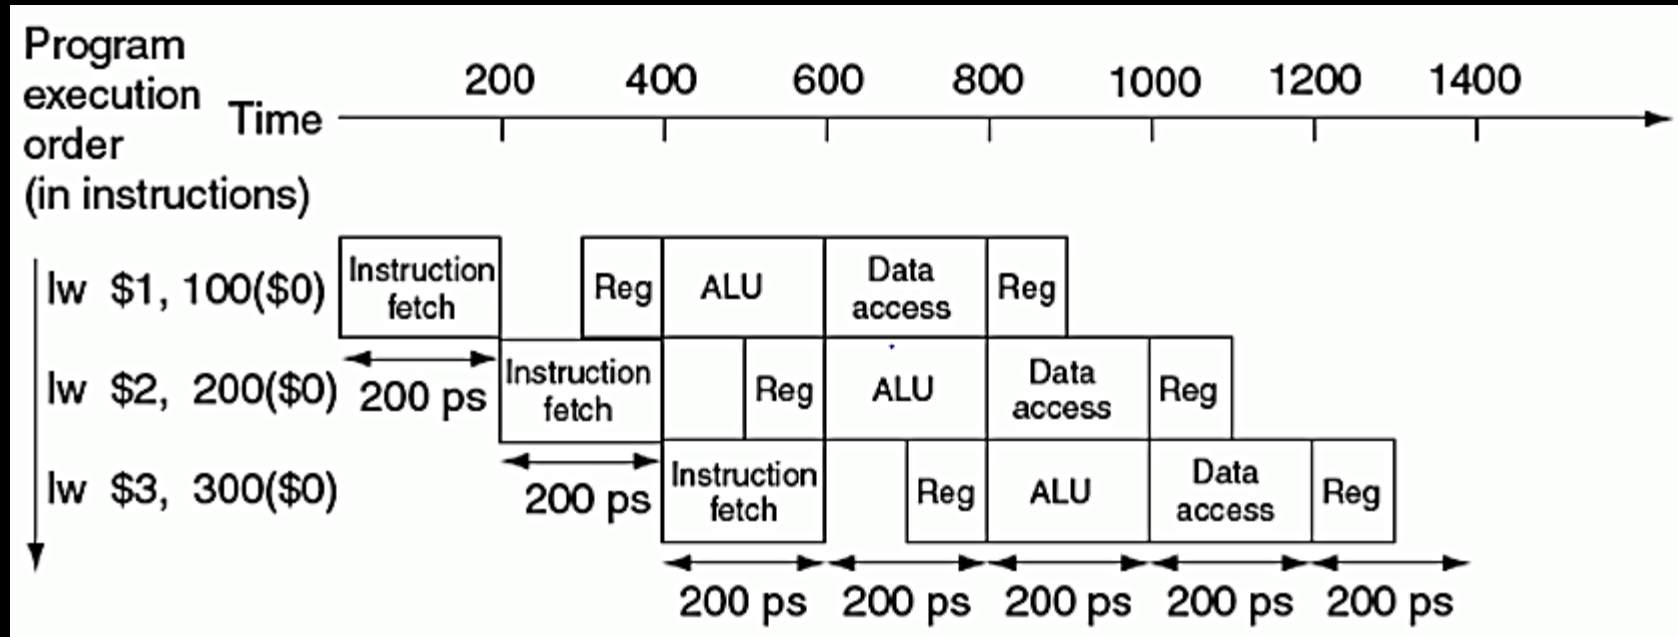 Program
execution
order
(in instructions)
Time
200 400 600 800 1000 1200 1400
lw $1, 100($0)
Instruction
fetch
Reg
ALU
Data
access
Reg
200 ps
lw $2, 200($0)
Instruction
fetch
Reg
ALU
Data
access
Reg
200 ps
lw $3, 300($0)
Instruction
fetch
Reg
ALU
Data
access
Reg
200 ps 200 ps 200 ps 200 ps 200 ps